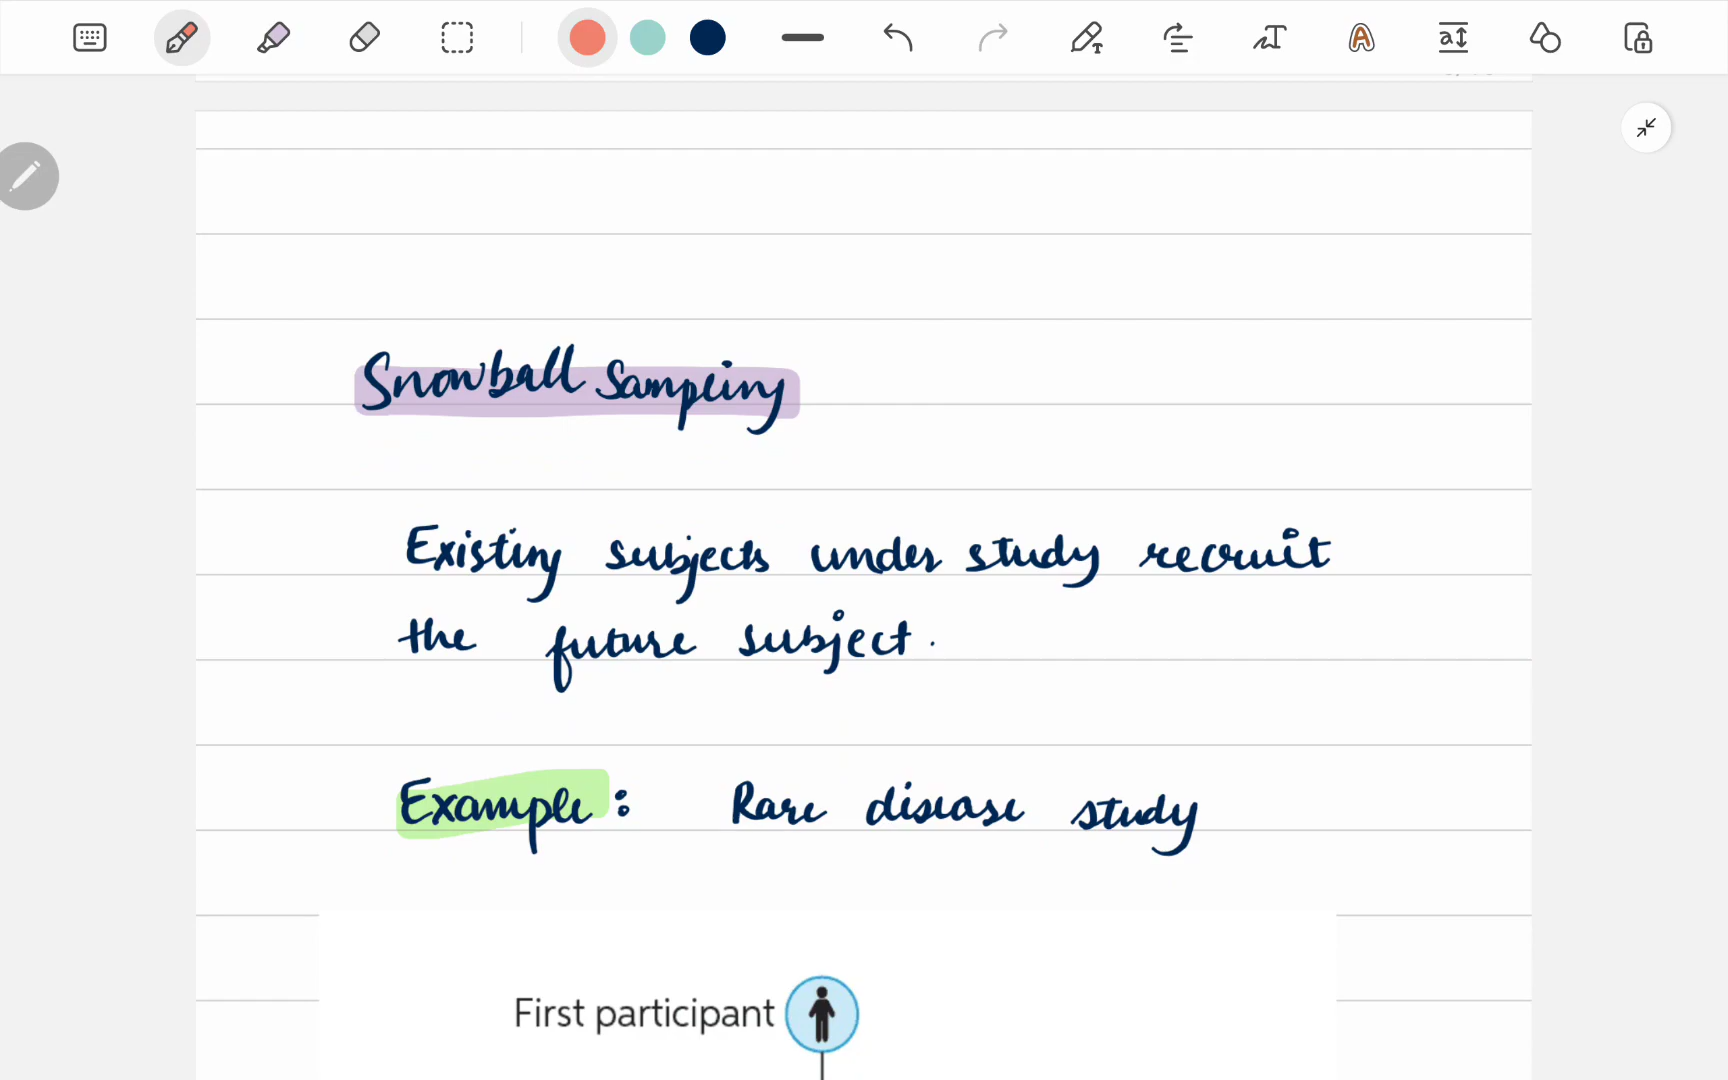 Snowball Sampling
Existing subjects under study recruit
the future subject.
Example: Rare disease study
First participant